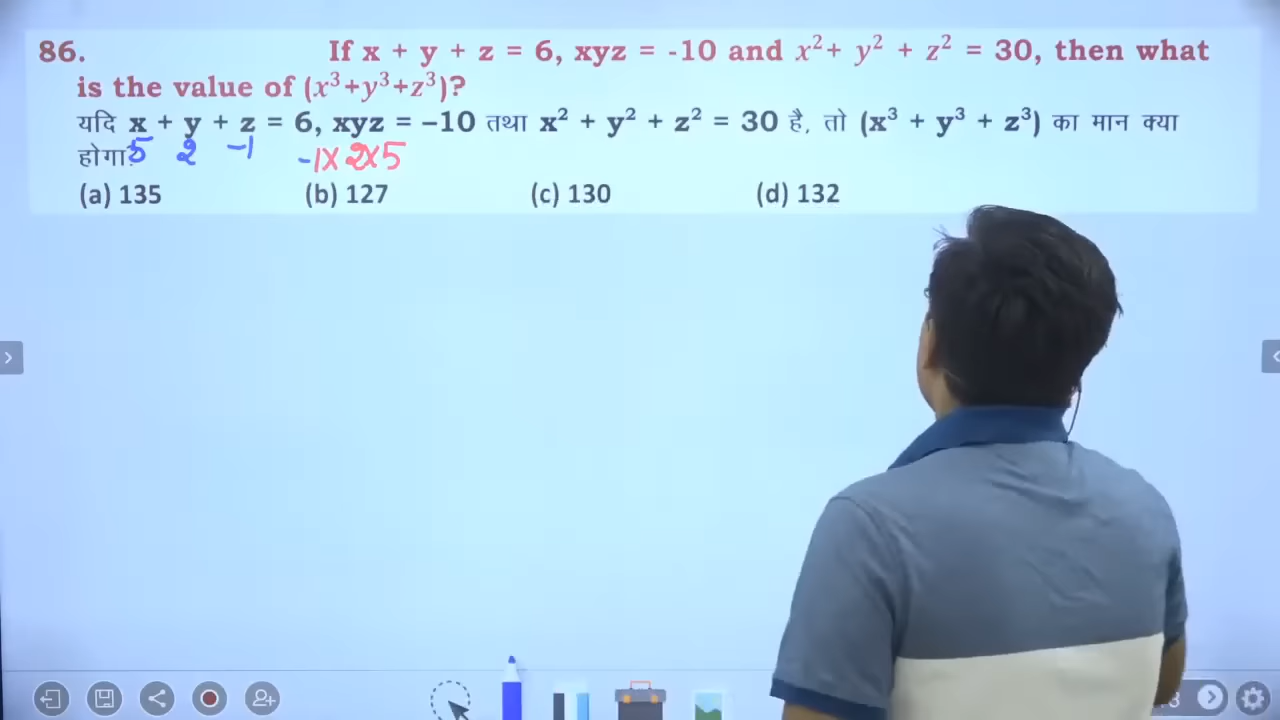 86. If x + y + z = 6, xyz = -10 and x² + y² + z² = 30, then what
is the value of (x³+y³+z³)?
यदि x + y + z = 6, xyz = –10 तथा x² + y² + z² = 30 है, तो (x³ + y³ + z³) का मान क्या
होगा?
5 2 -1 -1×2×5
(a) 135 (b) 127 (c) 130 (d) 132